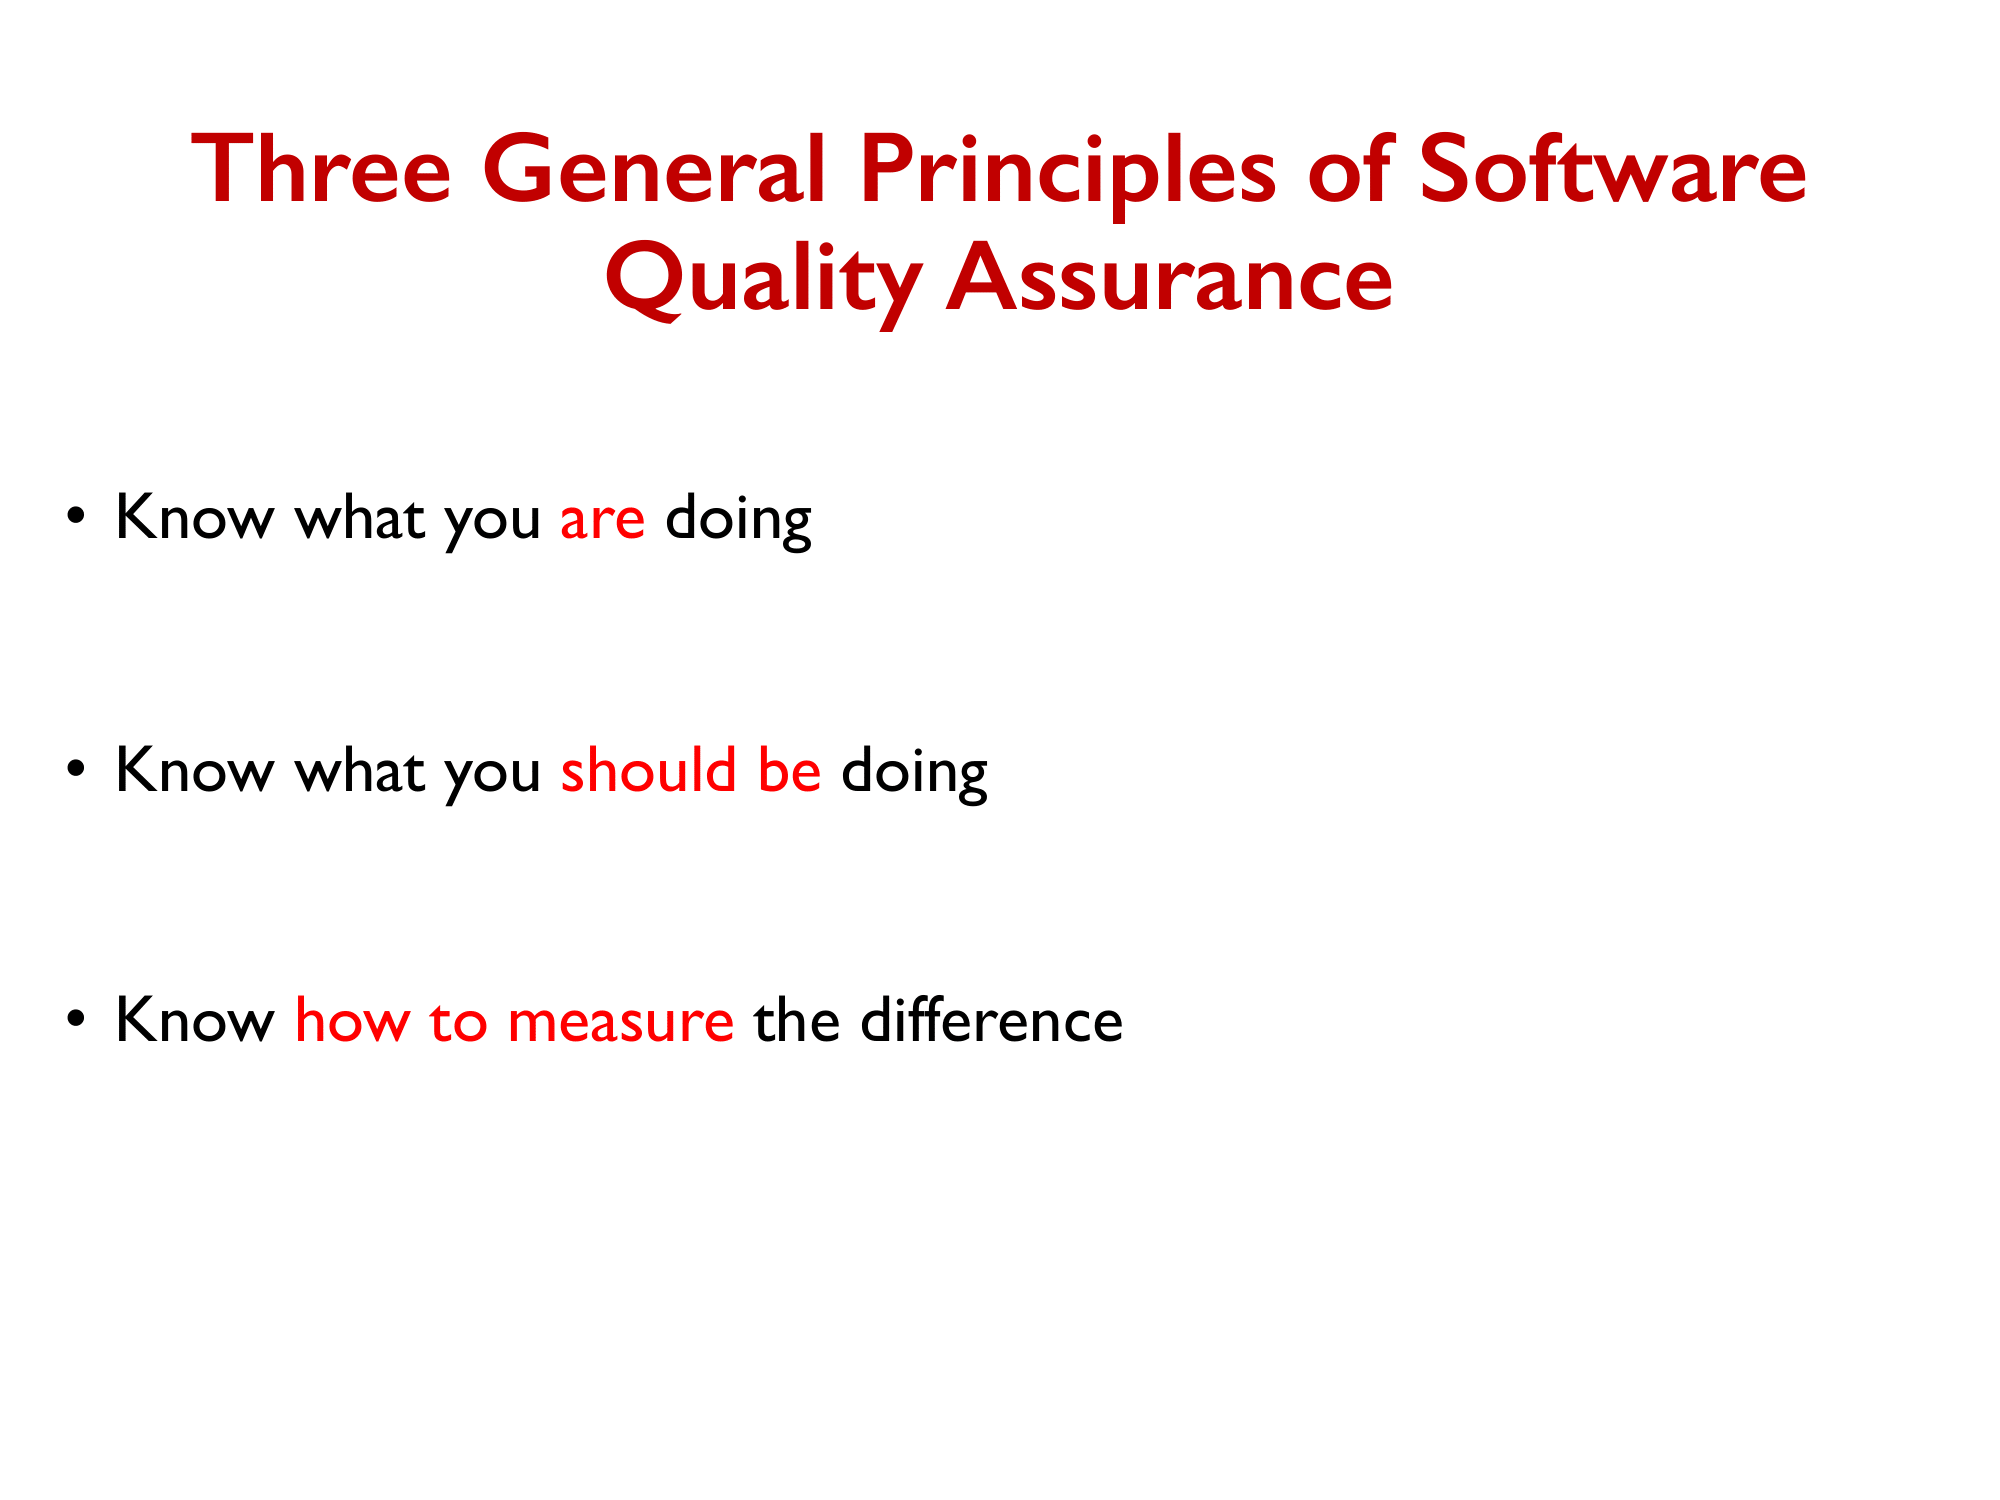 Three General Principles of Software
Quality Assurance
• Know what you are doing
• Know what you should be doing
• Know how to measure the difference